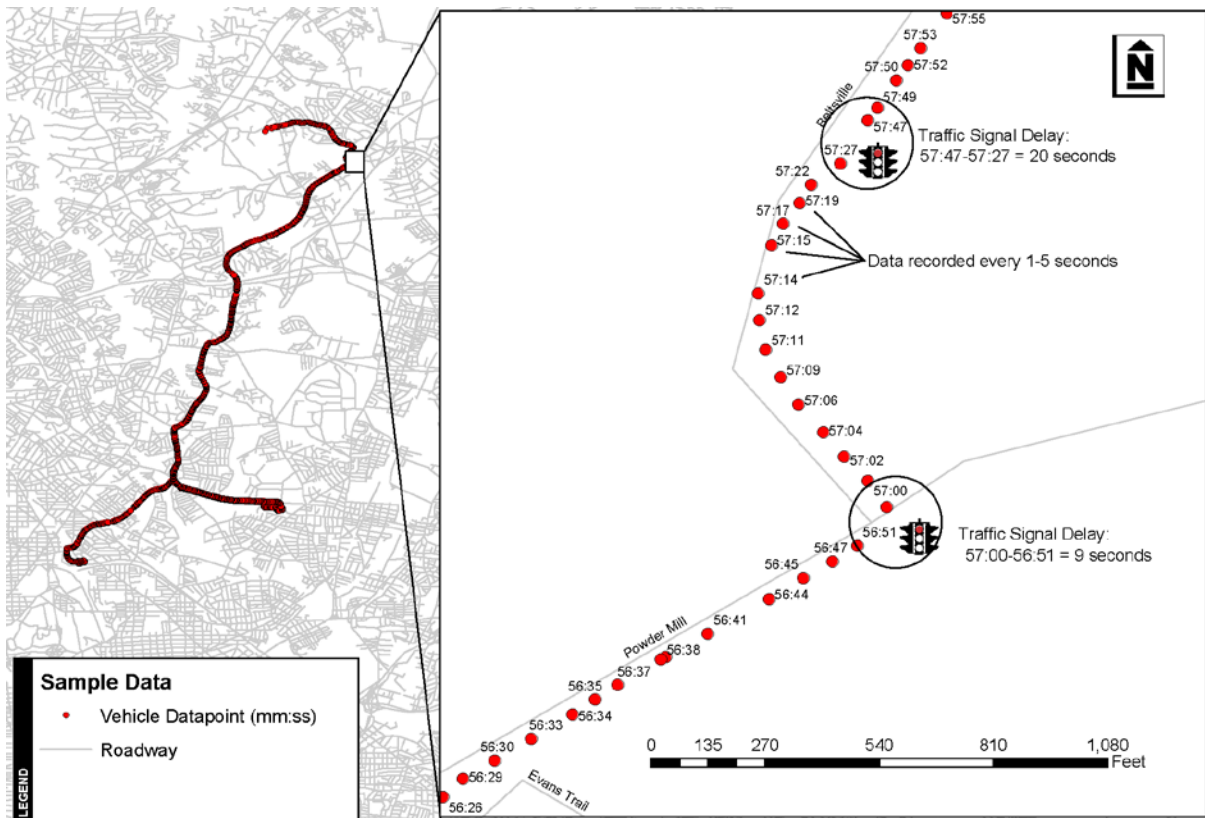 57:55
57:53
57:52
57:50
57:49
57:47
Beltsville
N
Traffic Signal Delay:
57:47-57:27 = 20 seconds
57:27
57:22
57:19
57:17
57:15
Data recorded every 1-5 seconds
57:14
57:12
57:11
57:09
57:06
57:04
57:02
57:00
56:51
Traffic Signal Delay:
57:00-56:51 = 9 seconds
56:47
56:45
56:44
56:41
Powder Mill
56:38
56:37
56:35
56:34
56:33
56:30
56:29
56:26
Evans Trail
0 135 270 540 810 1,080
Feet
LEGEND
Sample Data
Vehicle Datapoint (mm:ss)
Roadway